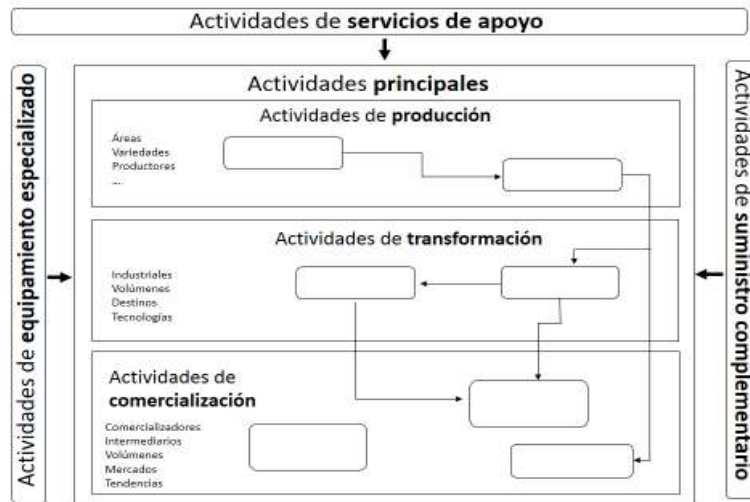 Actividades de servicios de apoyo
Actividades de equipamiento especializado
Actividades principales
Actividades de producción
Áreas
Variedades
Productores
....
Actividades de transformación
Industriales
Volúmenes
Destinos
Tecnologías
Actividades de
comercialización
Comercializadores
Intermediarios
Volúmenes
Mercados
Tendencias
Actividades de suministro complementario